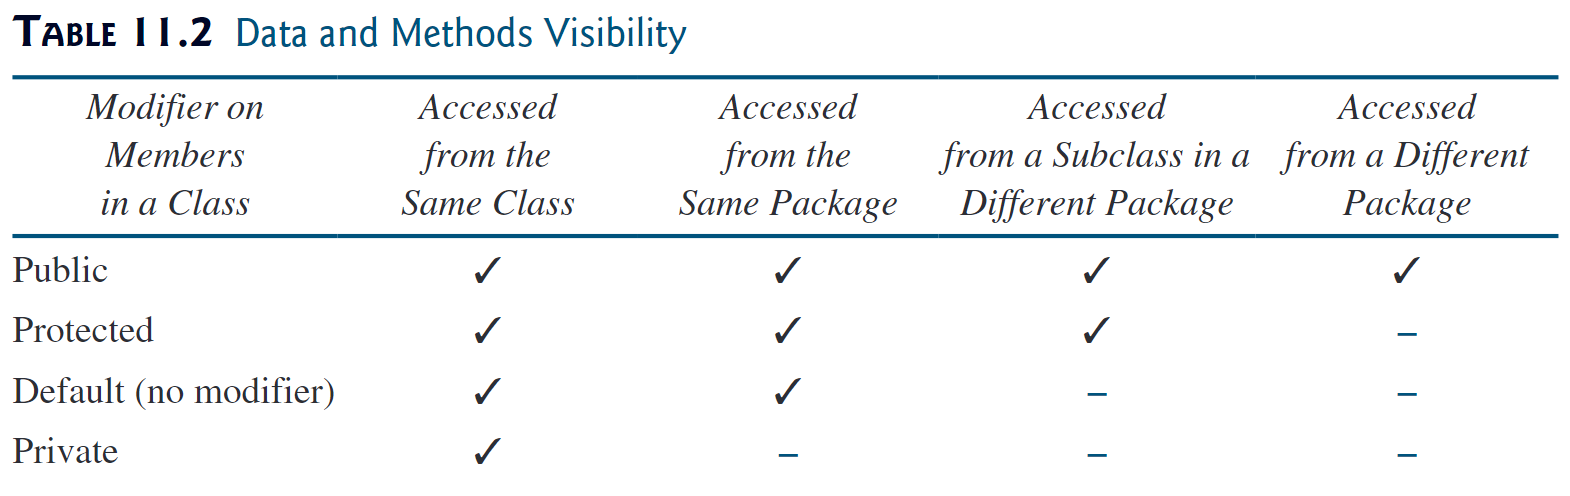 TABLE 11.2 Data and Methods Visibility
Modifier on Members in a Class Accessed from the Same Class Accessed from the Same Package Accessed from a Subclass in a Different Package Accessed from a Different Package
Public ✓ ✓ ✓ ✓
Protected ✓ ✓ ✓ –
Default (no modifier) ✓ ✓ – –
Private ✓ – – –